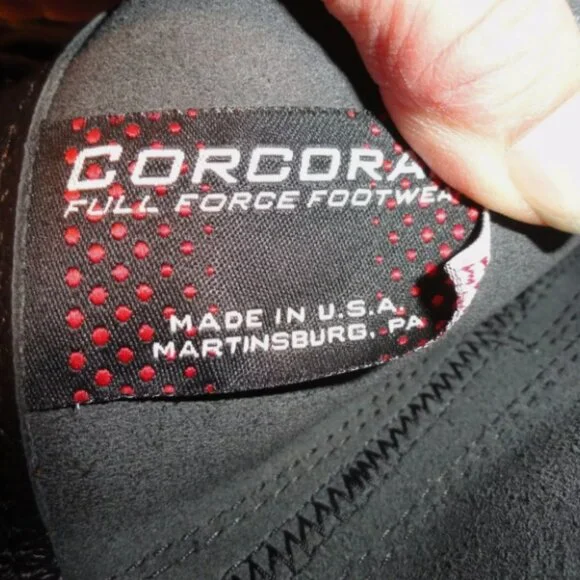 CORCORA
FULL FORCE FOOTWEA
MADE IN U.S.A.
MARTINSBURG, PA